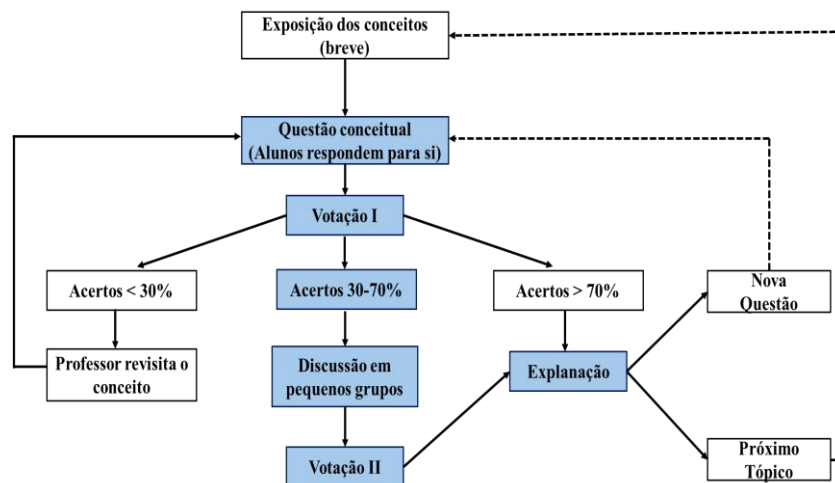 Exposição dos conceitos
(breve)
Questão conceitual
(Alunos respondem para si)
Votação I
Acertos < 30%
Acertos 30-70%
Acertos > 70%
Nova
Questão
Professor revisita o
conceito
Discussão em
pequenos grupos
Explanação
Votação II
Próximo
Tópico